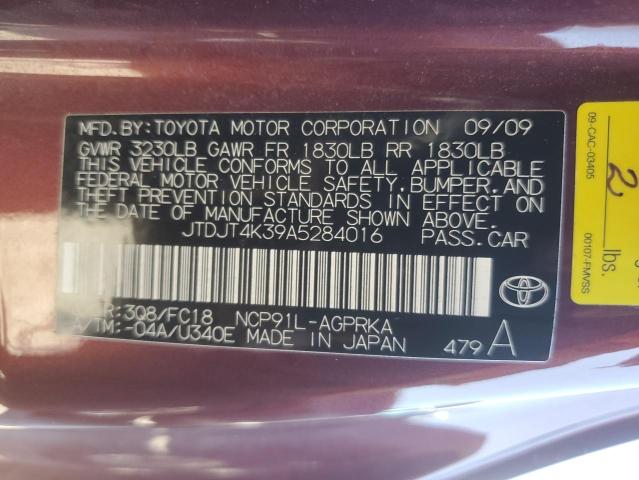 MFD. BY: TOYOTA MOTOR CORPORATION 09/09
GVWR 3230LB GAWR FR 1830LB RR 1830LB
THIS VEHICLE CONFORMS TO ALL APPLICABLE
FEDERAL MOTOR VEHICLE SAFETY, BUMPER, AND
THEFT PREVENTION STANDARDS IN EFFECT ON
THE DATE OF MANUFACTURE SHOWN ABOVE.
JTDJT4K39A5284016 PASS. CAR
C/TR: 3Q8/FC18 NCP91L-AGPRKA
A/TM: -04A/U340E MADE IN JAPAN
479 A
TOYOTA
09-CAC-03405
2
lbs.
00107-FMVSS